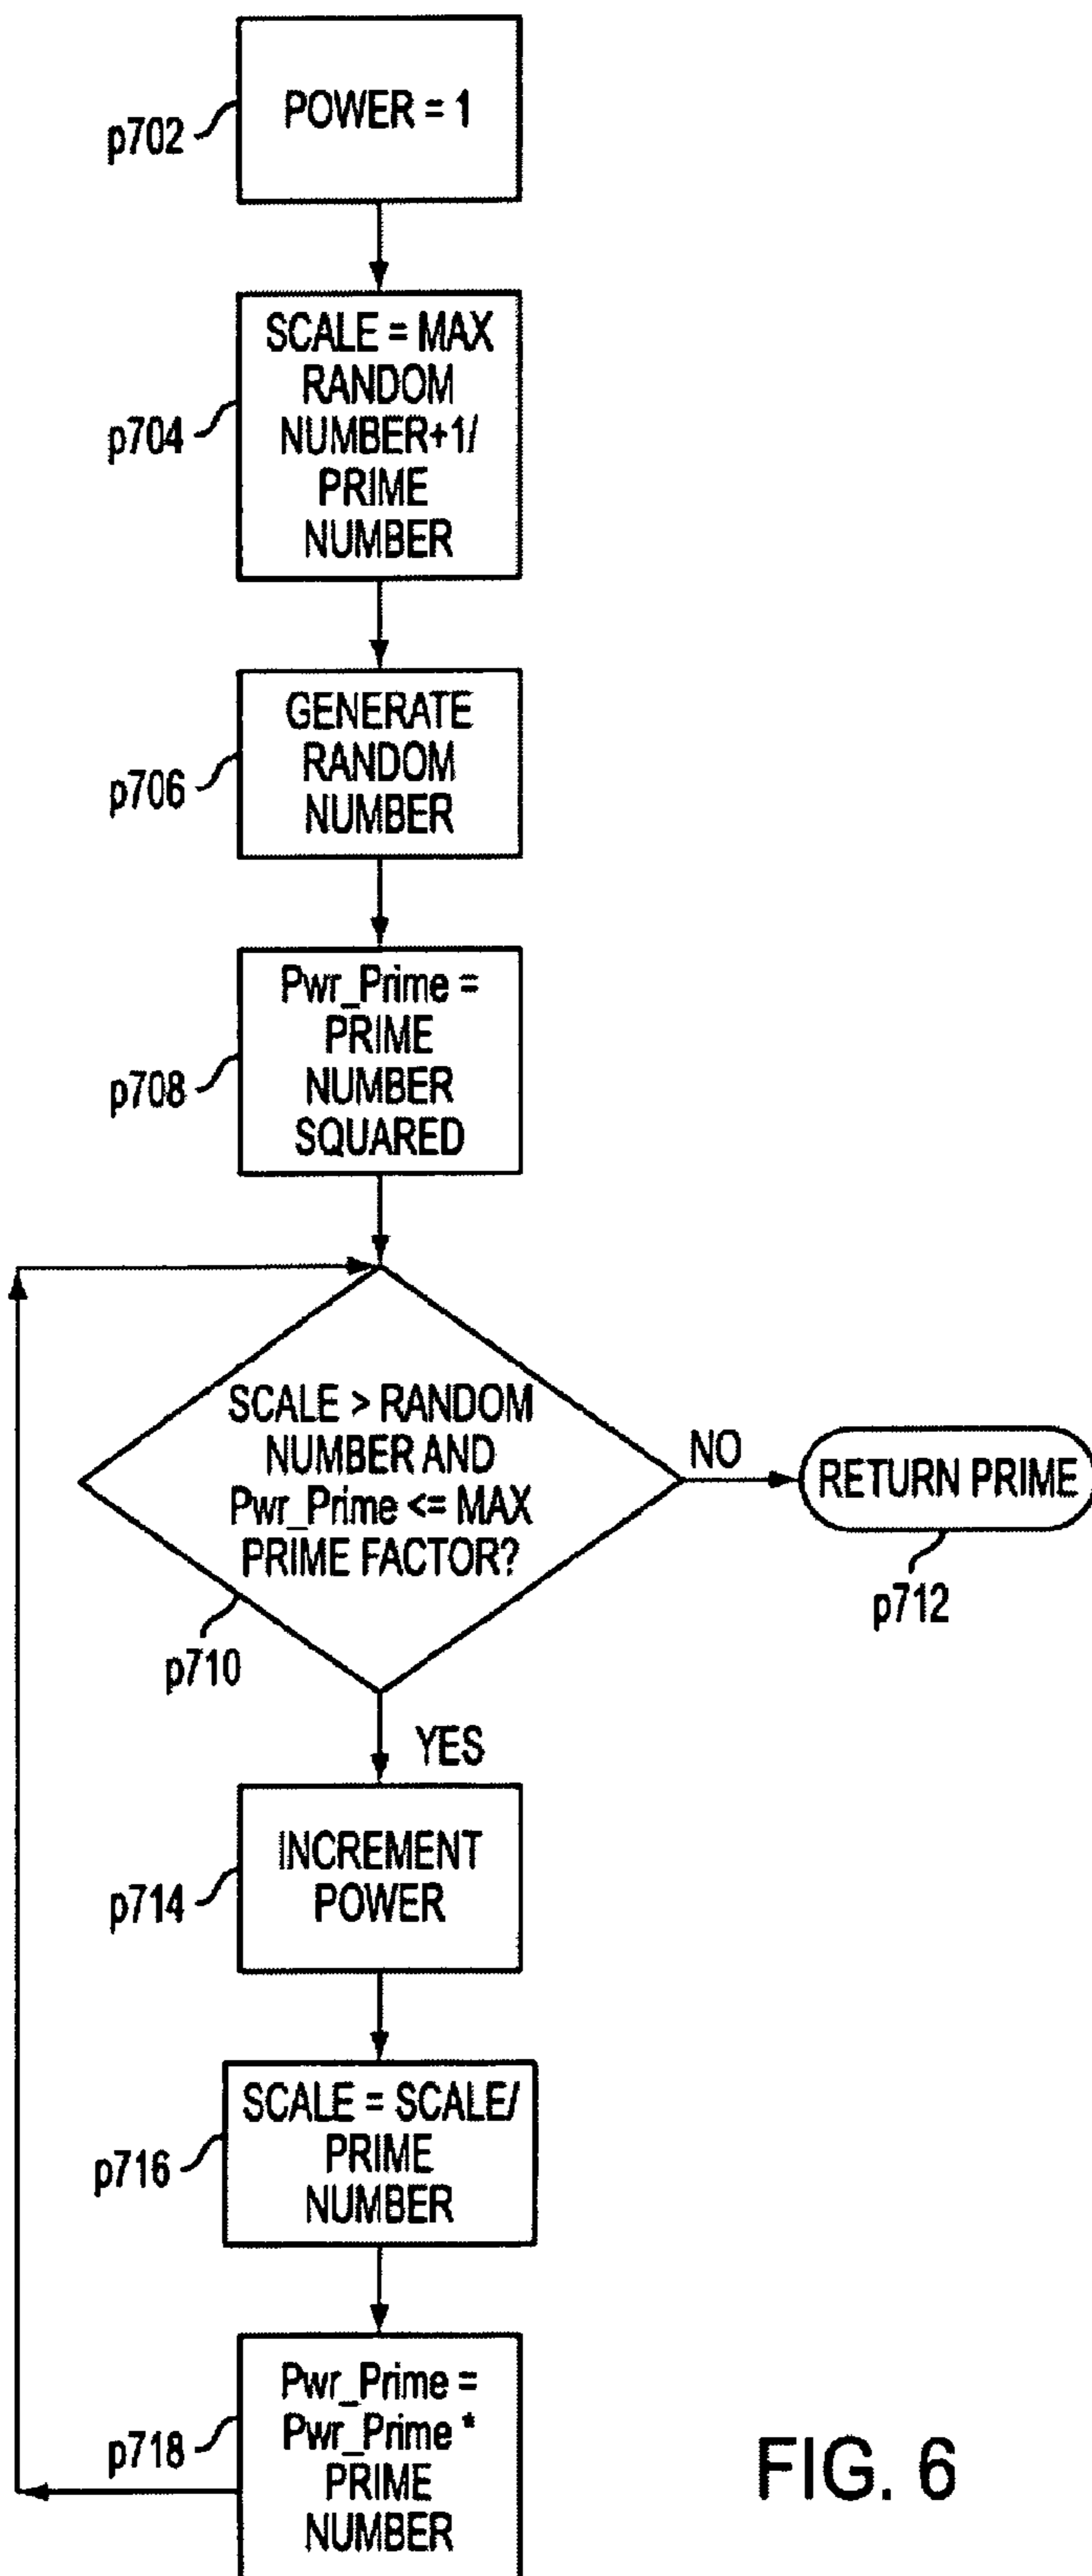 p702
POWER = 1
p704
SCALE = MAX
RANDOM
NUMBER+1/
PRIME
NUMBER
p706
GENERATE
RANDOM
NUMBER
p708
Pwr_Prime =
PRIME
NUMBER
SQUARED
SCALE > RANDOM
NUMBER AND
Pwr_Prime <= MAX
PRIME FACTOR?
p710
NO
RETURN PRIME
p712
YES
p714
INCREMENT
POWER
p716
SCALE = SCALE/
PRIME
NUMBER
p718
Pwr_Prime =
Pwr_Prime *
PRIME
NUMBER
FIG. 6